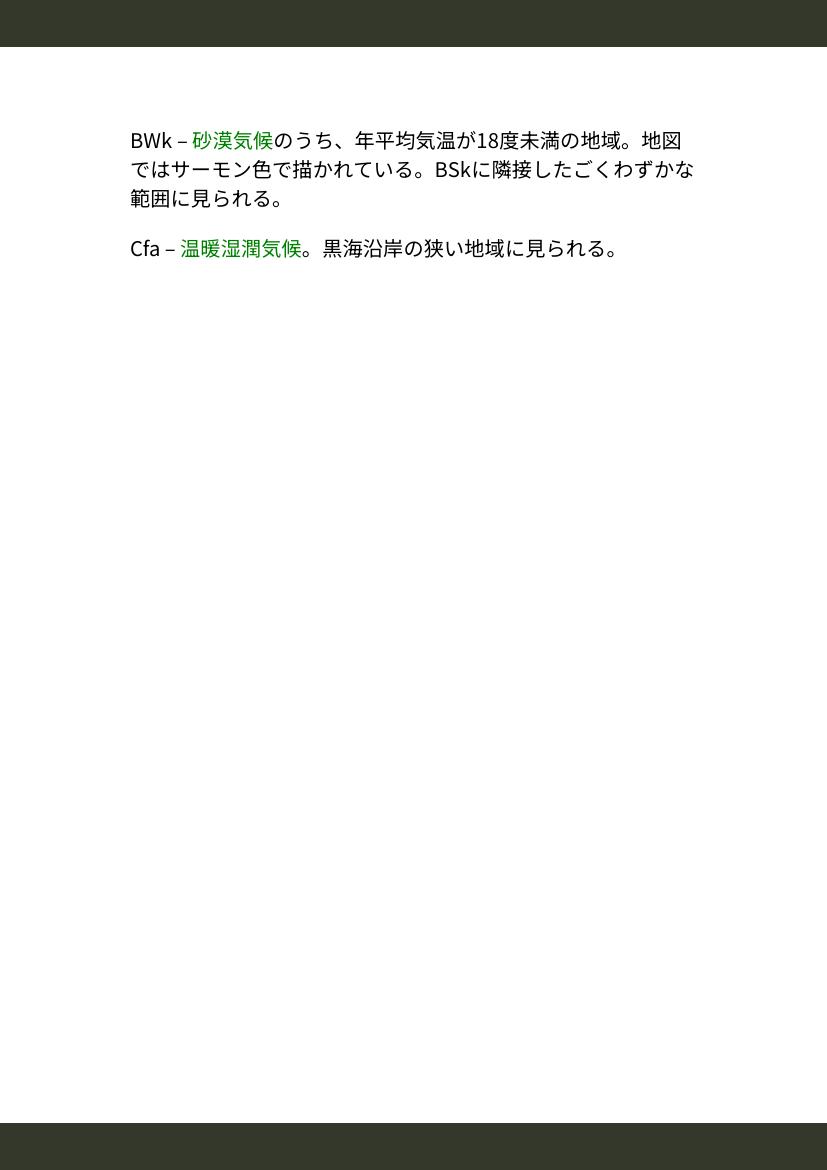 BWk – 砂漠気候のうち、年平均気温が18度未満の地域。地図
ではサーモン色で描かれている。BSkに隣接したごくわずかな
範囲に見られる。
Cfa – 温暖湿潤気候。黒海沿岸の狭い地域に見られる。